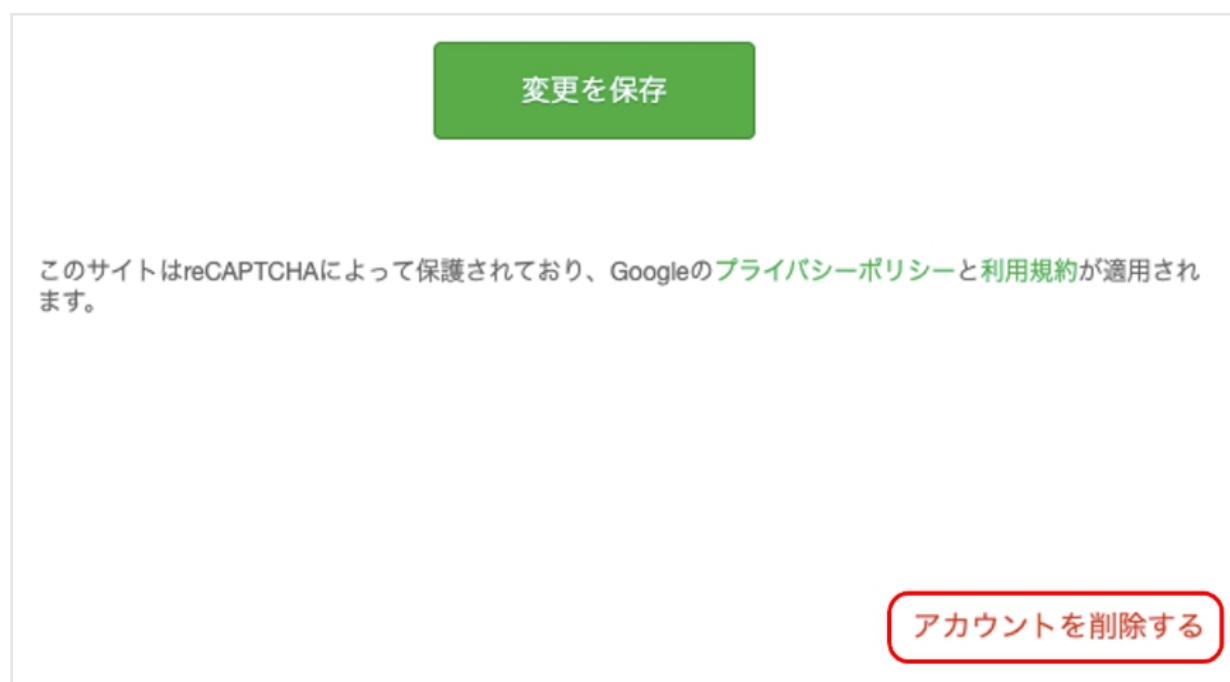 変更を保存
このサイトはreCAPTCHAによって保護されており、Googleのプライバシーポリシーと利用規約が適用され
ます。
アカウントを削除する